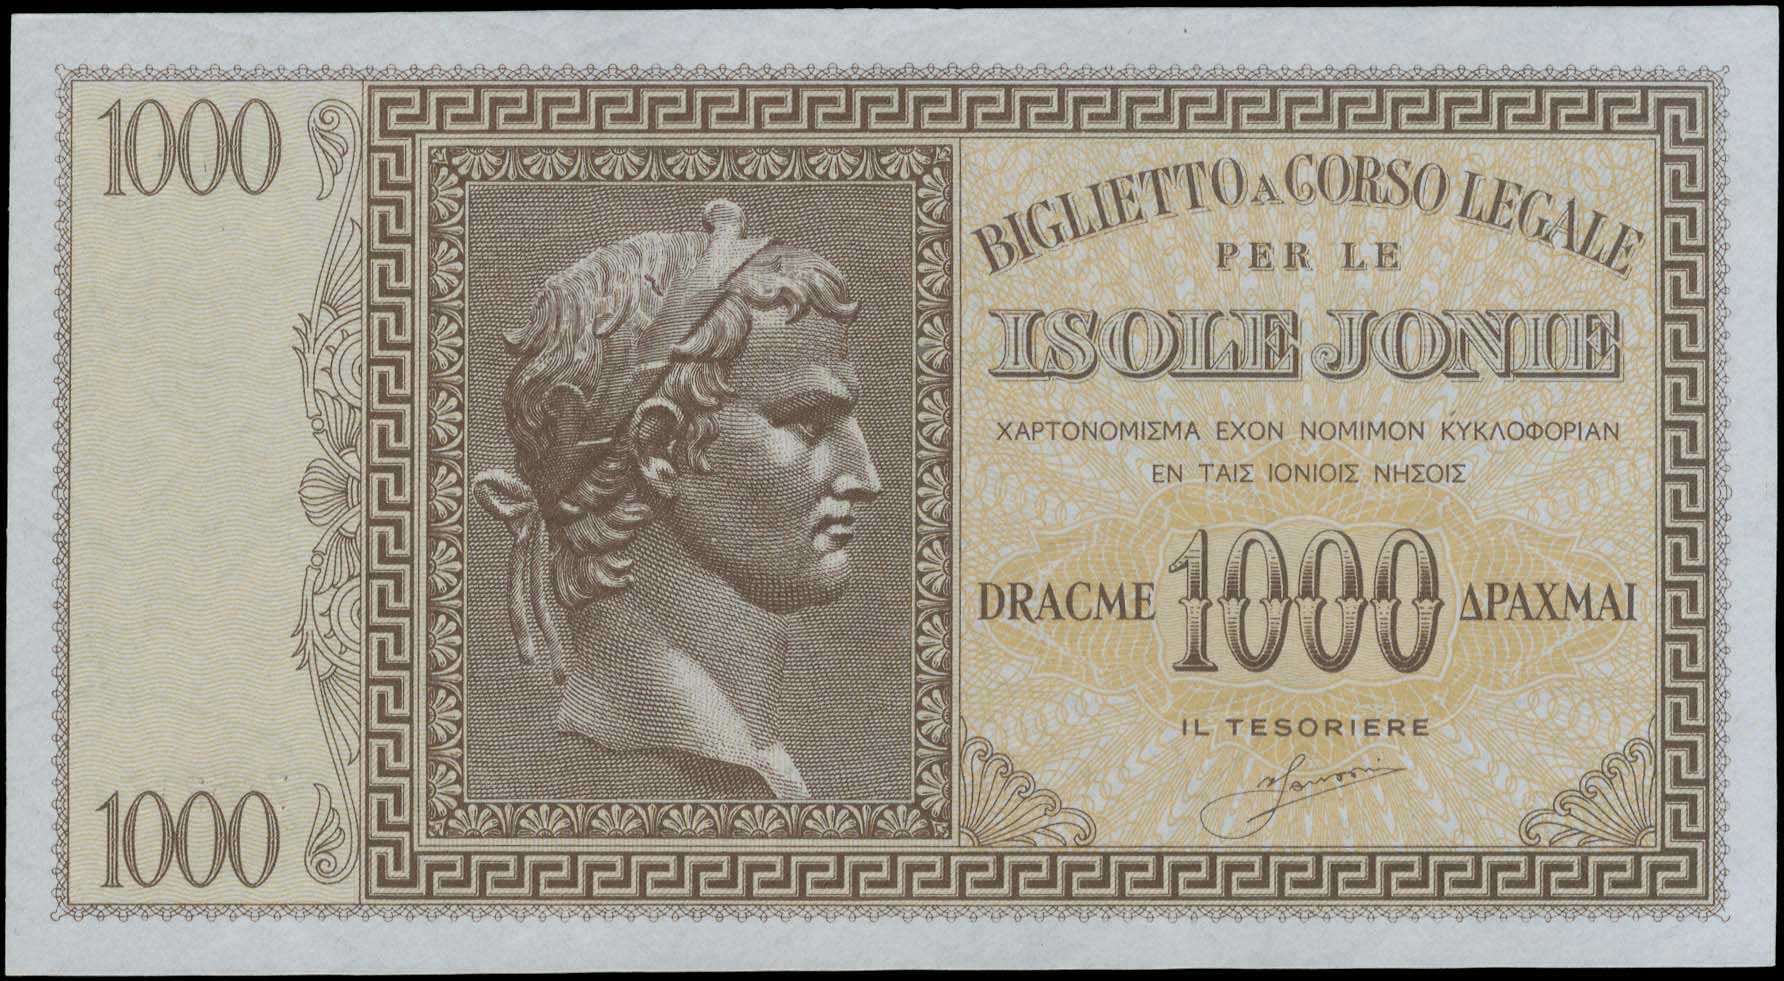 1000
BIGLIETTO A CORSO LEGALE
PER LE
ISOLE JONIE
ΧΑΡΤΟΝΟΜΙΣΜΑ ΕΧΟΝ ΝΟΜΙΜΟΝ ΚΥΚΛΟΦΟΡΙΑΝ
ΕΝ ΤΑΙΣ ΙΟΝΙΟΙΣ ΝΗΣΟΙΣ
DRACME 1000 ΔΡΑΧΜΑΙ
IL TESORIERE
1000